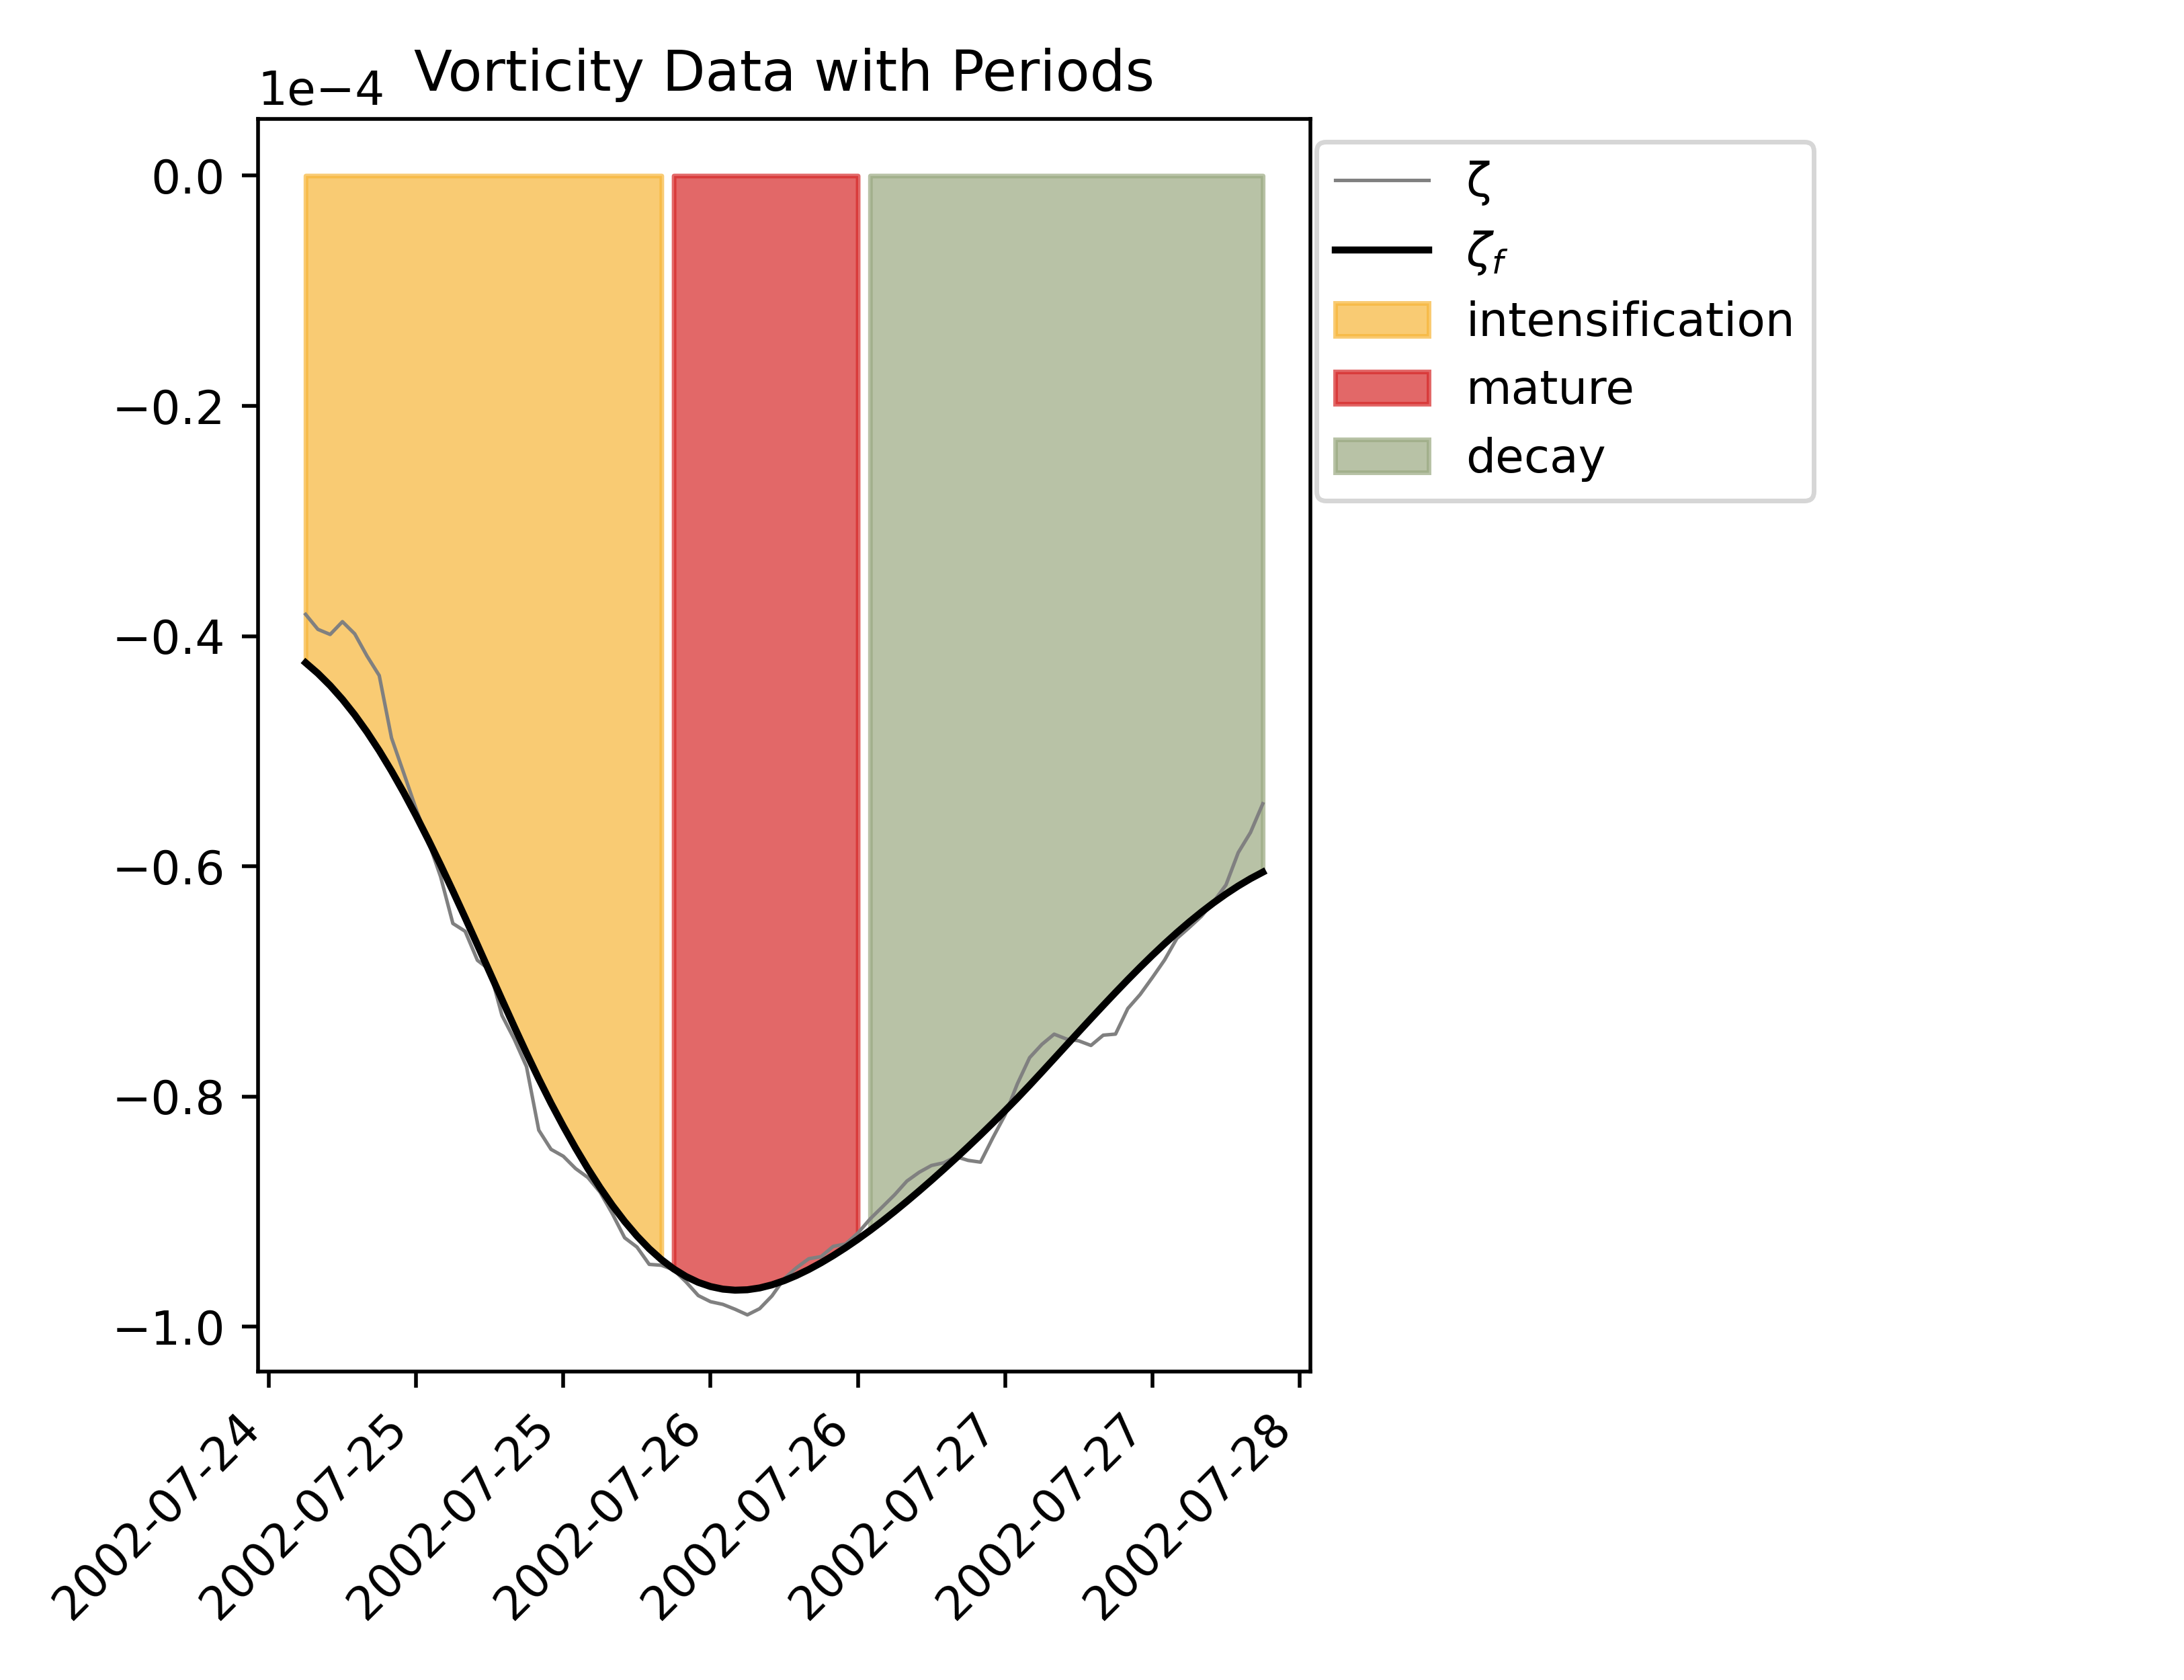 Vorticity Data with Periods
1e−4
0.0
−0.2
−0.4
−0.6
−0.8
−1.0
2002-07-24
2002-07-25
2002-07-25
2002-07-26
2002-07-26
2002-07-27
2002-07-27
2002-07-28
ζ
ζf
intensification
mature
decay